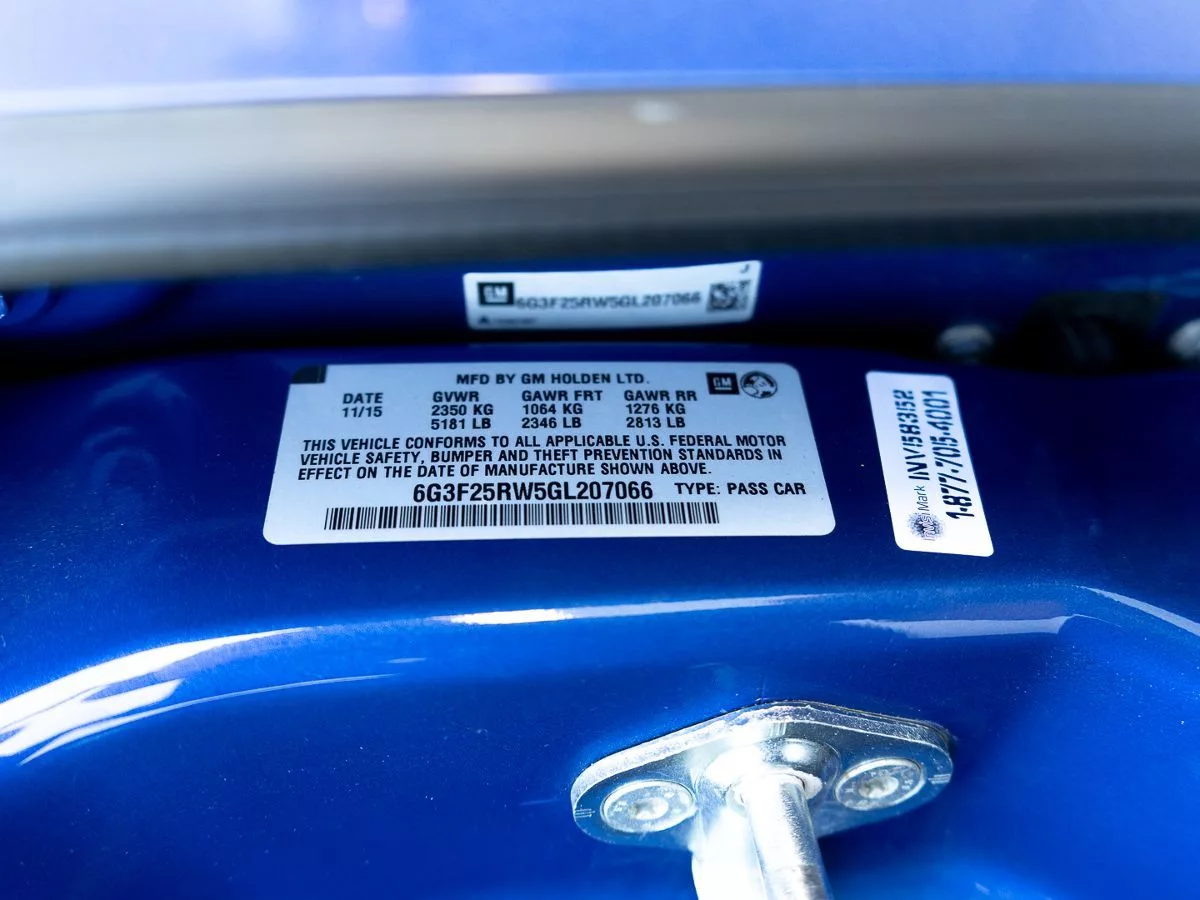 J
GM
6G3F25RW5GL207066
MFD BY GM HOLDEN LTD.
GM
DATE GVWR GAWR FRT GAWR RR
11/15 2350 KG 1064 KG 1276 KG
5181 LB 2346 LB 2813 LB
THIS VEHICLE CONFORMS TO ALL APPLICABLE U.S. FEDERAL MOTOR
VEHICLE SAFETY, BUMPER AND THEFT PREVENTION STANDARDS IN
EFFECT ON THE DATE OF MANUFACTURE SHOWN ABOVE.
6G3F25RW5GL207066 TYPE: PASS CAR
Mark INV583152
1-877-705-4001